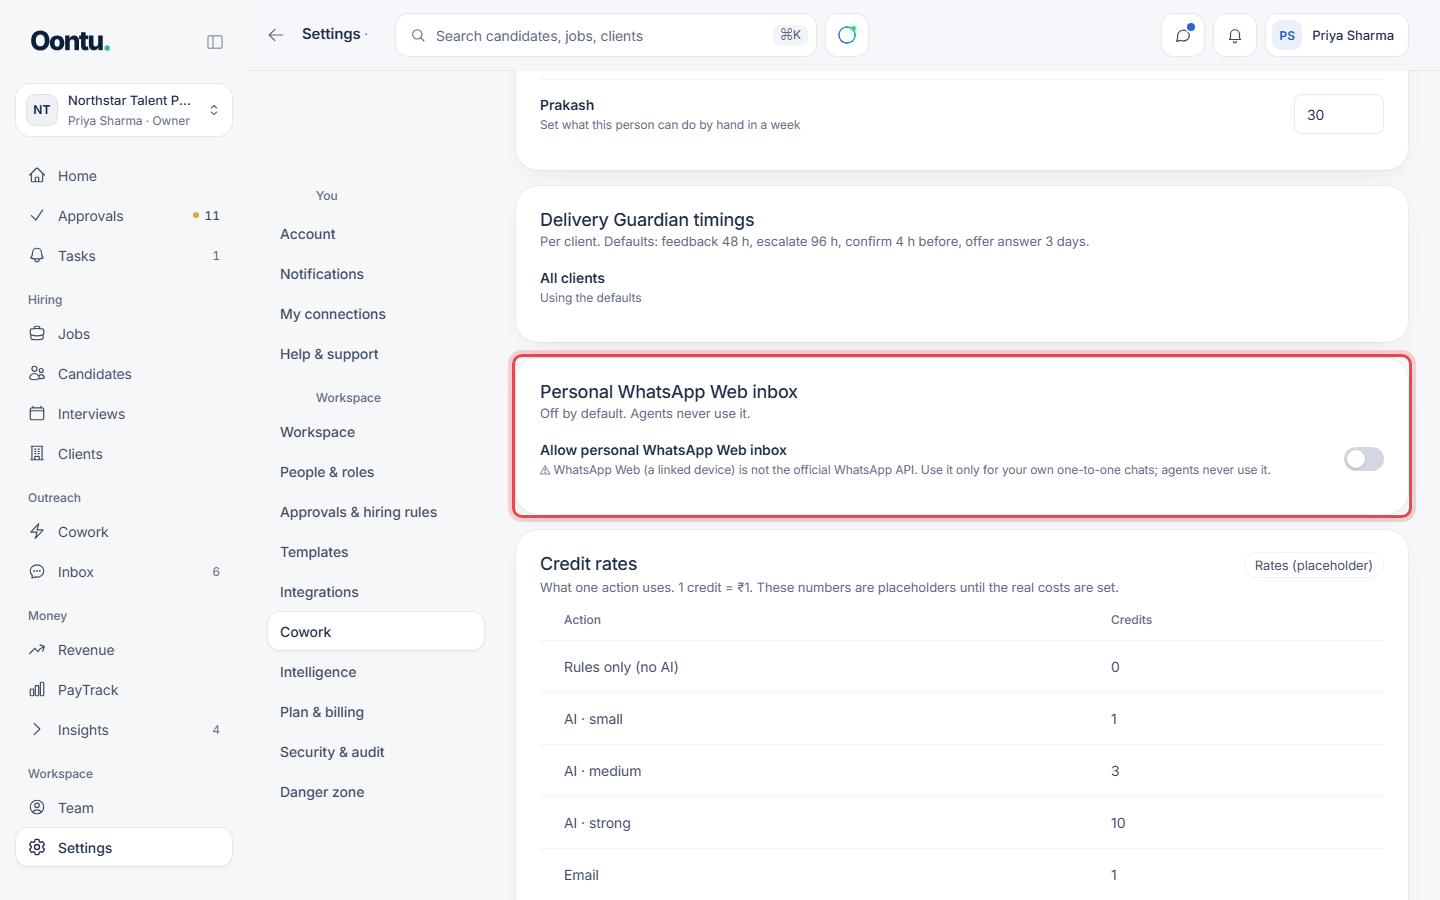 Oontu.
Settings ·
Search candidates, jobs, clients
⌘K
PS
Priya Sharma
NT
Northstar Talent P...
Priya Sharma · Owner
Home
Approvals
11
Tasks
1
Hiring
Jobs
Candidates
Interviews
Clients
Outreach
Cowork
Inbox
6
Money
Revenue
PayTrack
Insights
4
Workspace
Team
Settings
You
Account
Notifications
My connections
Help & support
Workspace
Workspace
People & roles
Approvals & hiring rules
Templates
Integrations
Cowork
Intelligence
Plan & billing
Security & audit
Danger zone
Prakash
Set what this person can do by hand in a week
30
Delivery Guardian timings
Per client. Defaults: feedback 48 h, escalate 96 h, confirm 4 h before, offer answer 3 days.
All clients
Using the defaults
Personal WhatsApp Web inbox
Off by default. Agents never use it.
Allow personal WhatsApp Web inbox
⚠ WhatsApp Web (a linked device) is not the official WhatsApp API. Use it only for your own one-to-one chats; agents never use it.
Credit rates
Rates (placeholder)
What one action uses. 1 credit = ₹1. These numbers are placeholders until the real costs are set.
Action
Credits
Rules only (no AI)
0
AI · small
1
AI · medium
3
AI · strong
10
Email
1